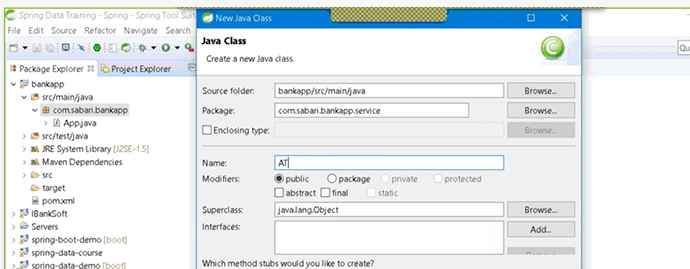 Spring Data Training - Spring - Spring Tool Suit
File Edit Source Refactor Navigate Search
Package Explorer Project Explorer
bankapp
src/main/java
com.sabari.bankapp
App.java
src/test/java
JRE System Library [J2SE-1.5]
Maven Dependencies
src
target
pom.xml
IBankSoft
Servers
spring-boot-demo [boot]
spring-data-course
spring-data-demo [boot]
New Java Class
Java Class
Create a new Java class.
Source folder: bankapp/src/main/java Browse...
Package: com.sabari.bankapp.service Browse...
Enclosing type: Browse...
Name: AT
Modifiers: public package private protected
abstract final static
Superclass: java.lang.Object Browse...
Interfaces: Add...
Which method stubs would you like to create?
Qu